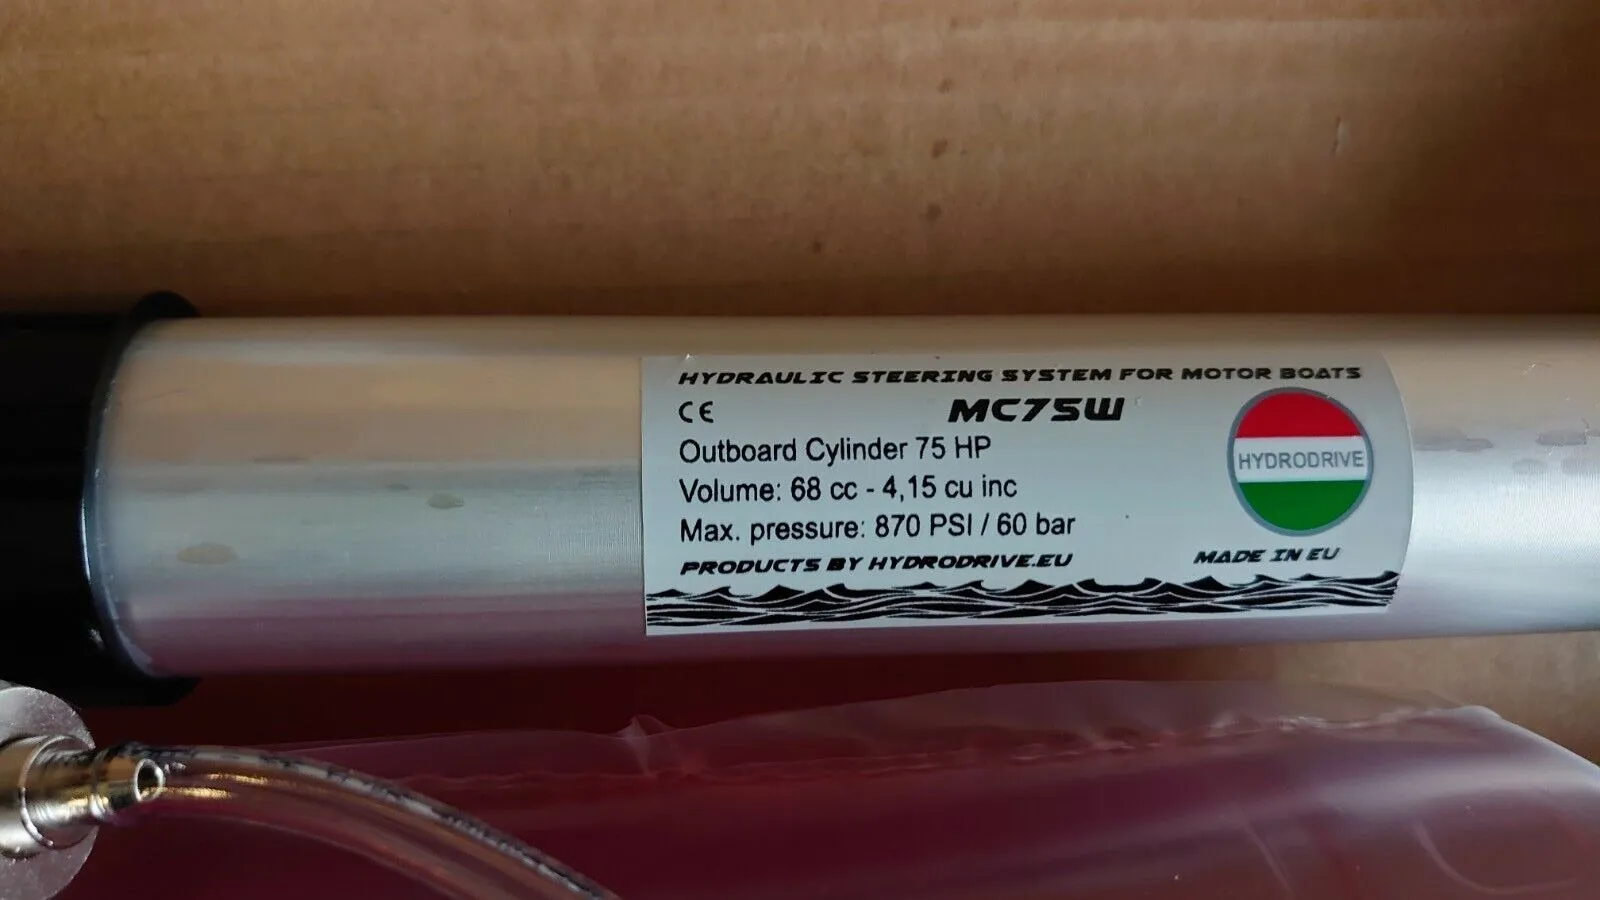 HYDRAULIC STEERING SYSTEM FOR MOTOR BOATS
CE
MC75W
Outboard Cylinder 75 HP
Volume: 68 cc - 4,15 cu inc
Max. pressure: 870 PSI / 60 bar
PRODUCTS BY HYDRODRIVE.EU
HYDRODRIVE
MADE IN EU